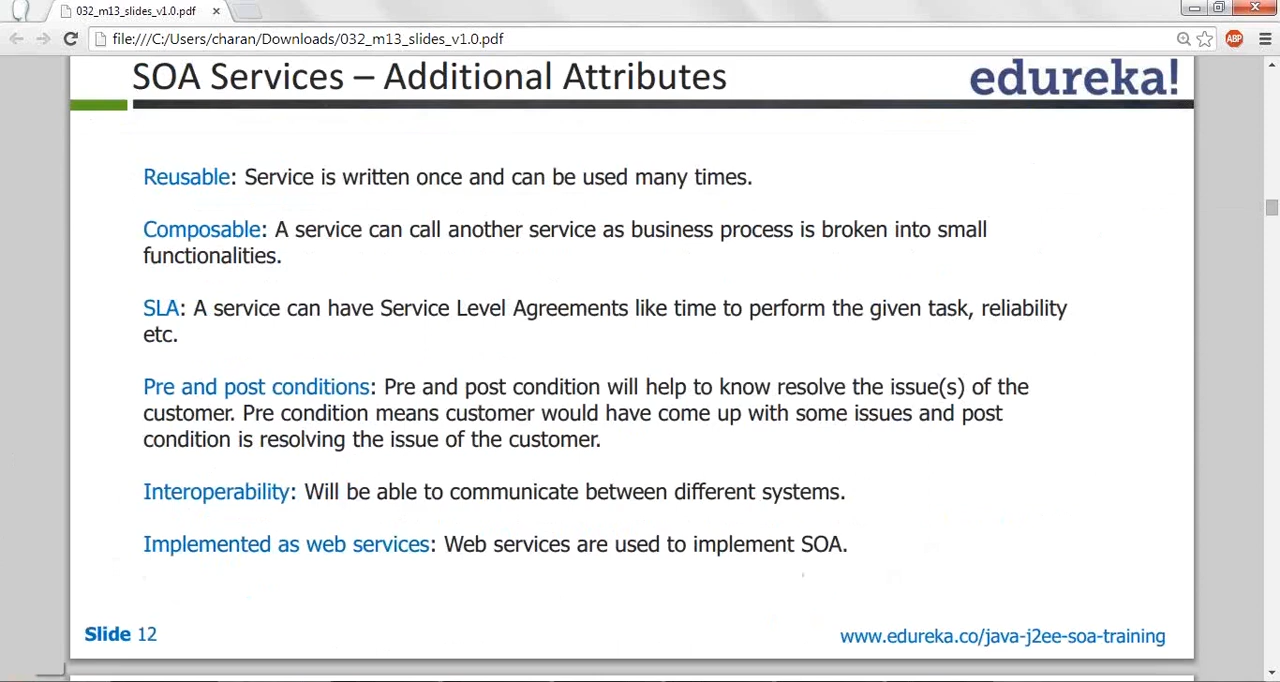 032_m13_slides_v1.0.pdf
file:///C:/Users/charan/Downloads/032_m13_slides_v1.0.pdf
ABP
SOA Services – Additional Attributes
edureka!
Reusable: Service is written once and can be used many times.
Composable: A service can call another service as business process is broken into small
functionalities.
SLA: A service can have Service Level Agreements like time to perform the given task, reliability
etc.
Pre and post conditions: Pre and post condition will help to know resolve the issue(s) of the
customer. Pre condition means customer would have come up with some issues and post
condition is resolving the issue of the customer.
Interoperability: Will be able to communicate between different systems.
Implemented as web services: Web services are used to implement SOA.
Slide 12
www.edureka.co/java-j2ee-soa-training